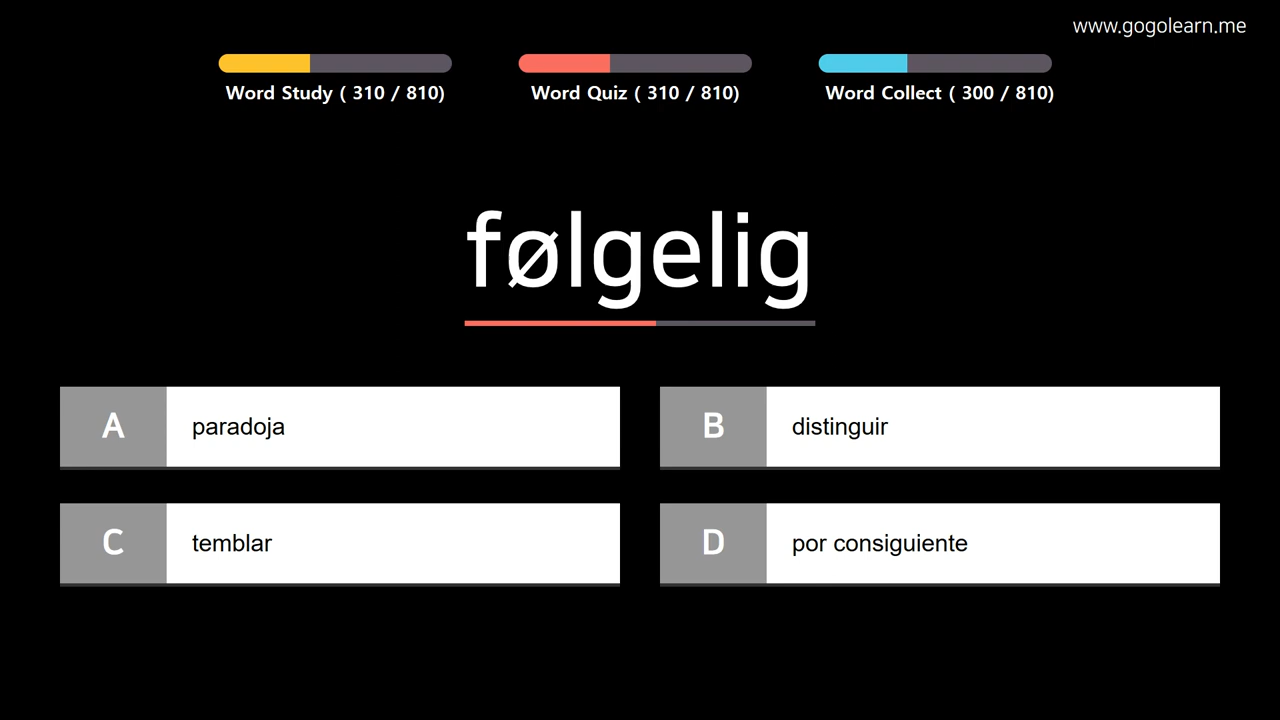 www.gogolearn.me
Word Study ( 310 / 810)
Word Quiz ( 310 / 810)
Word Collect ( 300 / 810)
følgelig
A
paradoja
B
distinguir
C
temblar
D
por consiguiente